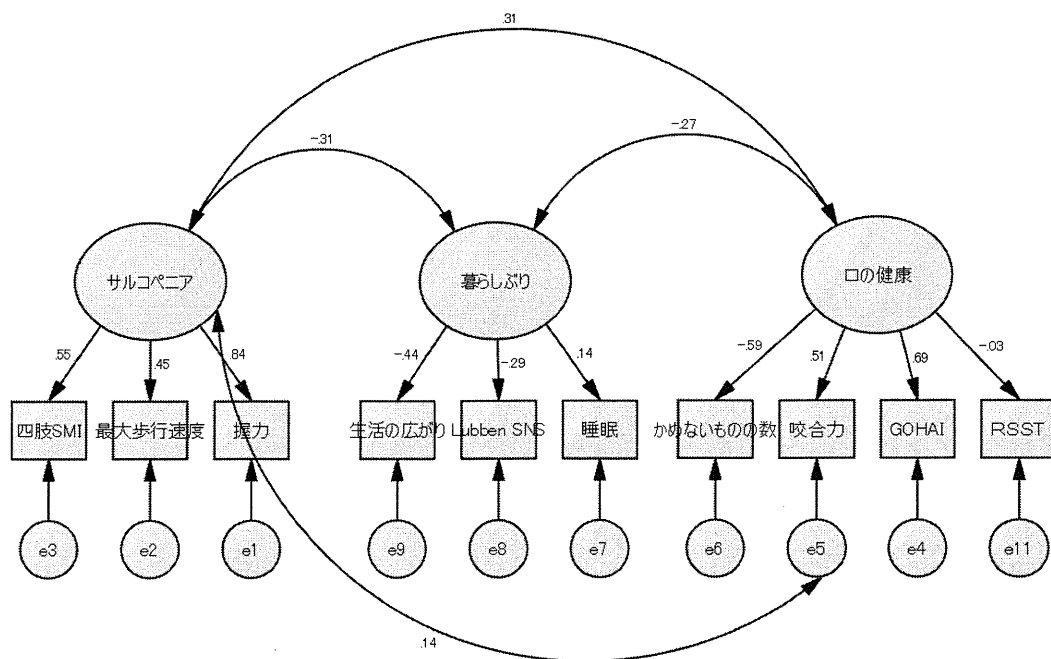 .31
-.31
-.27
サルコペニア
暮らしぶり
口の健康
.55
.45
.84
-.44
-.29
.14
-.59
.51
.69
-.03
四肢SMI
最大歩行速度
握力
生活の広がり
Lubben SNS
睡眠
かめないものの数
咬合力
GOHAI
RSST
e3
e2
e1
e9
e8
e7
e6
e5
e4
e11
.14